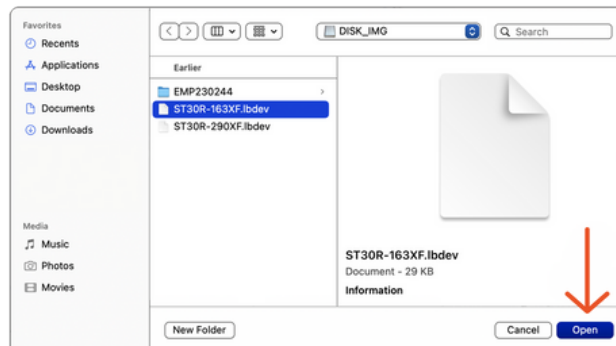 Favorites
Recents
Applications
Desktop
Documents
Downloads
Media
Music
Photos
Movies
DISK_IMG
Search
Earlier
EMP230244
ST30R-163XF.lbdev
ST30R-290XF.lbdev
ST30R-163XF.lbdev
Document - 29 KB
Information
New Folder
Cancel
Open